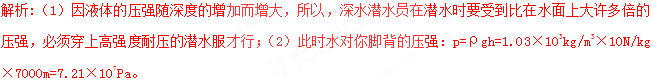 解析：（1）因液体的压强随深度的增加而增大，所以，深水潜水员在潜水时要受到比在水面上大许多倍的
压强，必须穿上高强度耐压的潜水服才行；（2）此时水对你脚背的压强：p=ρgh=1.03×10³kg/m³×10N/kg
×7000m=7.21×10⁷Pa。